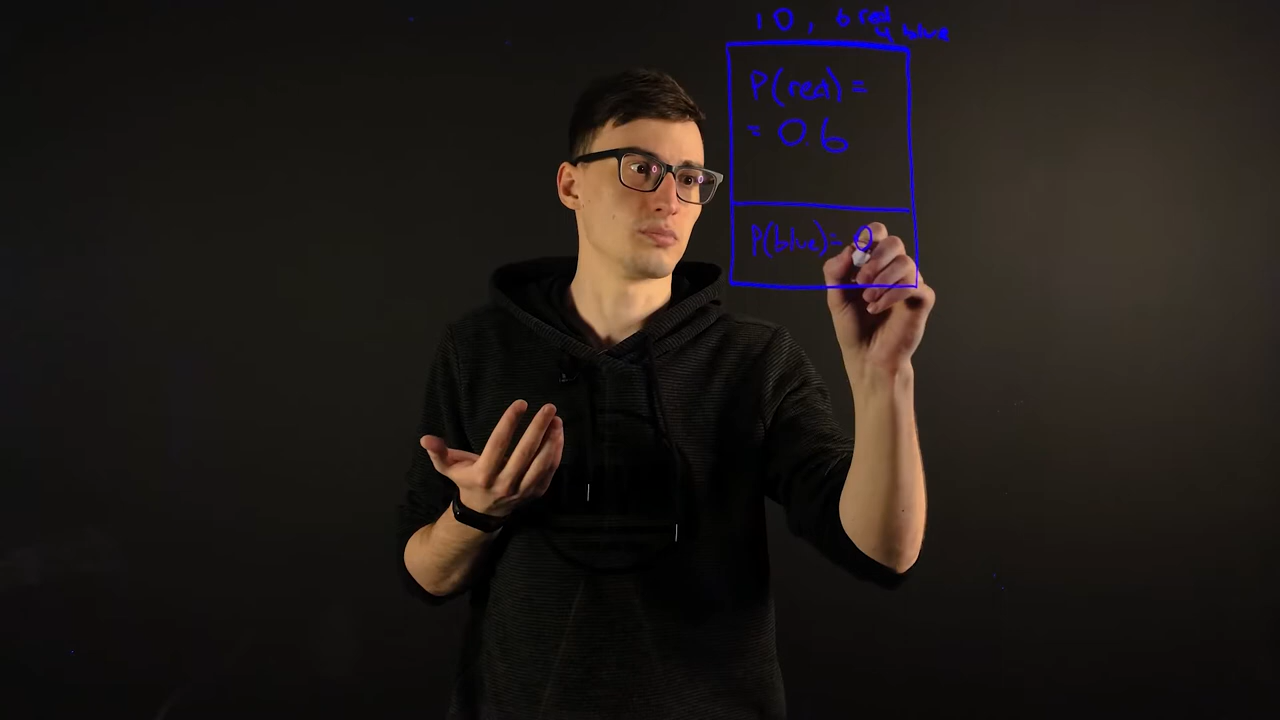 10, 6 red
4 blue
P(red) =
= 0.6
P(blue) = 0